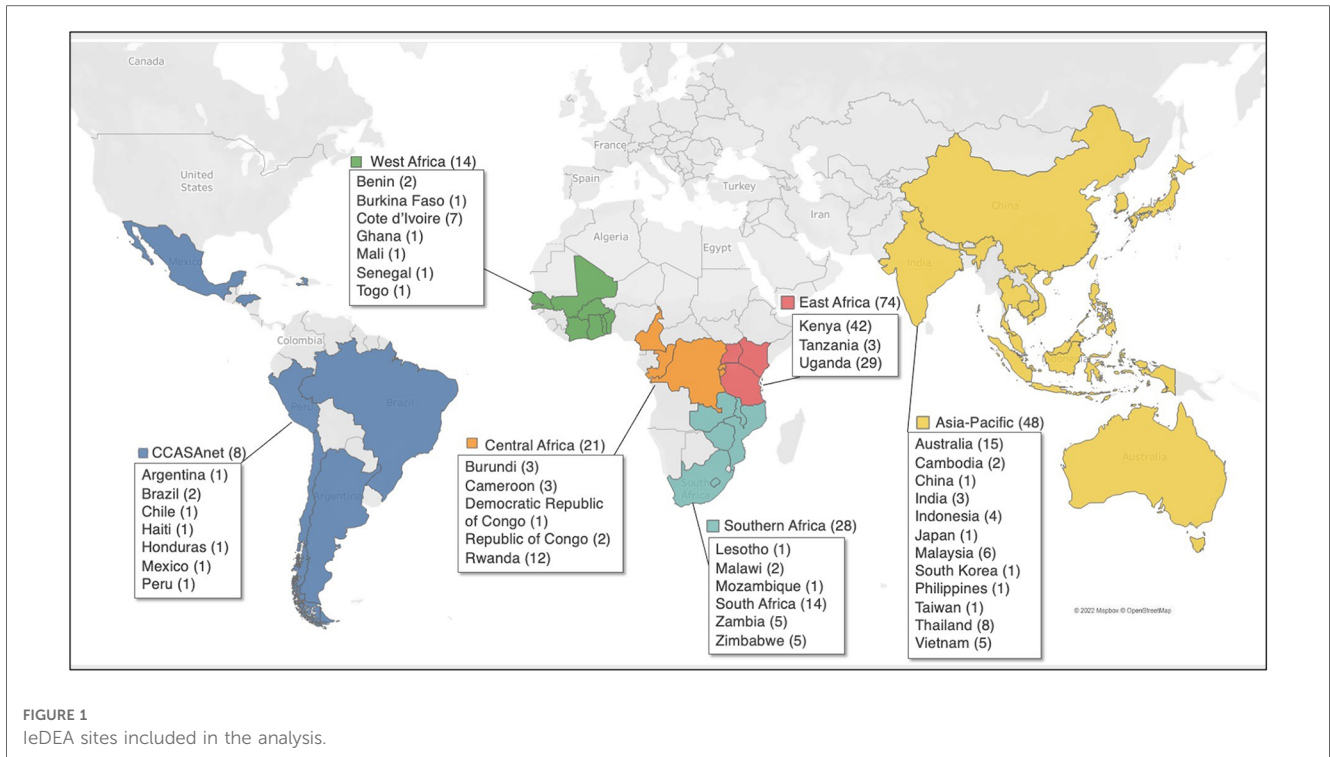 Canada
United
States
Mexico
Colombia
Peru
Brazil
Argentina
France
Spain
Turkey
Algeria
Egypt
Iran
China
India
South
Africa
Australia
West Africa (14)
Benin (2)
Burkina Faso (1)
Cote d'Ivoire (7)
Ghana (1)
Mali (1)
Senegal (1)
Togo (1)
East Africa (74)
Kenya (42)
Tanzania (3)
Uganda (29)
CCASAnet (8)
Argentina (1)
Brazil (2)
Chile (1)
Haiti (1)
Honduras (1)
Mexico (1)
Peru (1)
Central Africa (21)
Burundi (3)
Cameroon (3)
Democratic Republic
of Congo (1)
Republic of Congo (2)
Rwanda (12)
Southern Africa (28)
Lesotho (1)
Malawi (2)
Mozambique (1)
South Africa (14)
Zambia (5)
Zimbabwe (5)
Asia-Pacific (48)
Australia (15)
Cambodia (2)
China (1)
India (3)
Indonesia (4)
Japan (1)
Malaysia (6)
South Korea (1)
Philippines (1)
Taiwan (1)
Thailand (8)
Vietnam (5)
© 2022 Mapbox © OpenStreetMap
FIGURE 1
IeDEA sites included in the analysis.